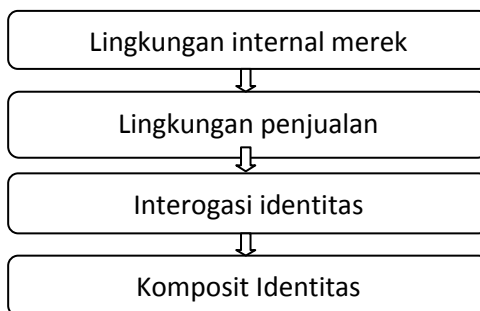 Lingkungan internal merek
Lingkungan penjualan
Interogasi identitas
Komposit Identitas